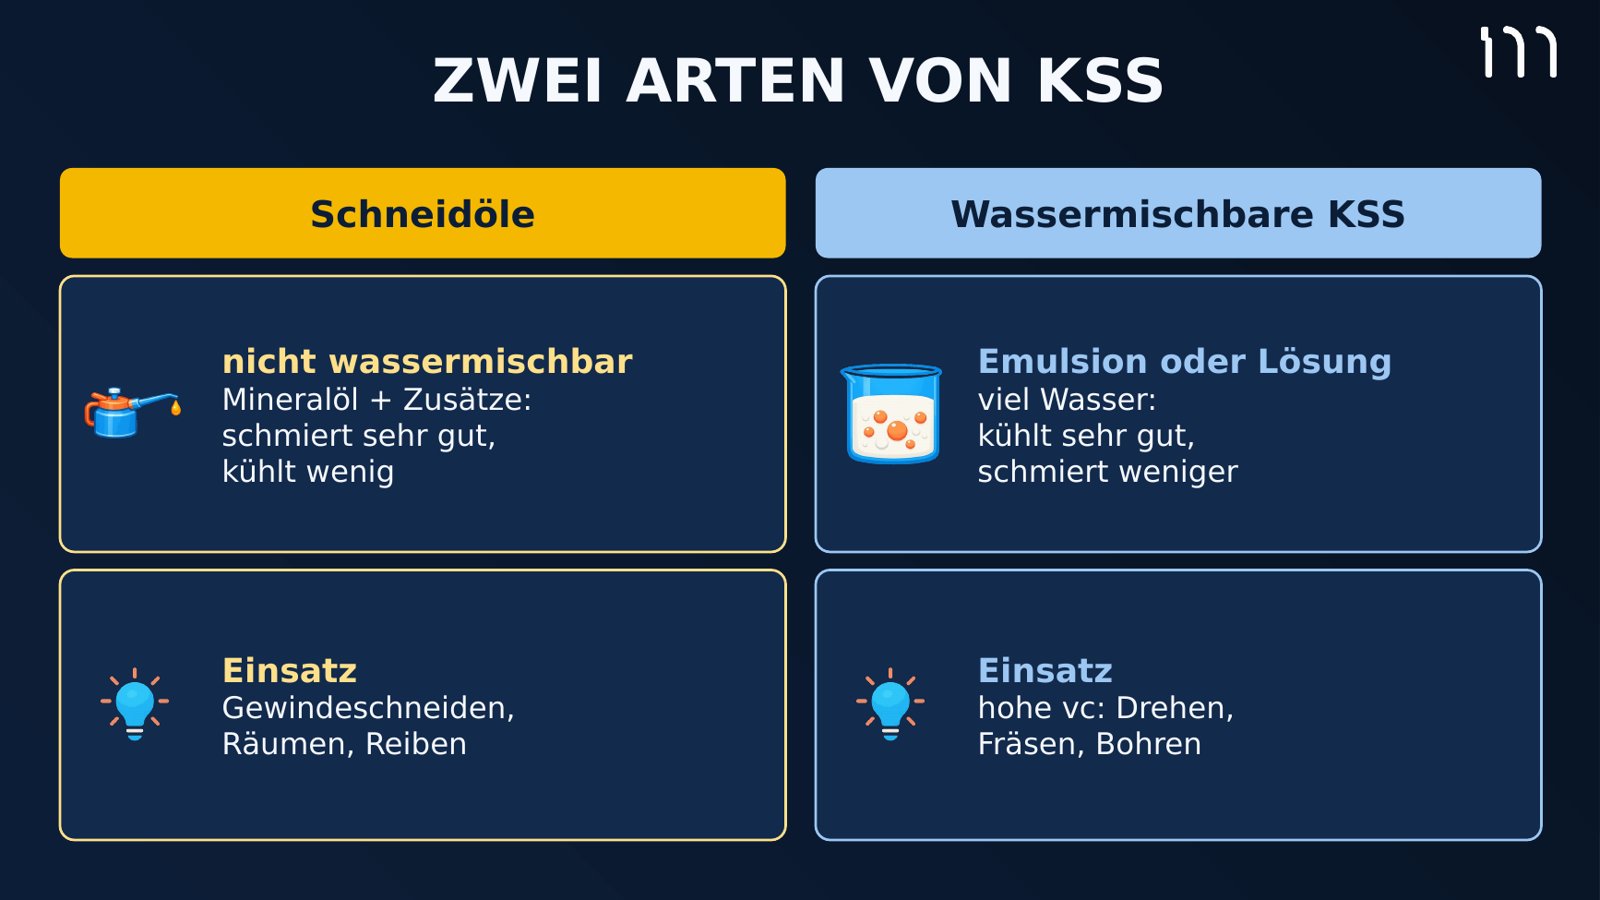 ZWEI ARTEN VON KSS
m
Schneidöle
Wassermischbare KSS
nicht wassermischbar
Mineralöl + Zusätze:
schmiert sehr gut,
kühlt wenig
Emulsion oder Lösung
viel Wasser:
kühlt sehr gut,
schmiert weniger
Einsatz
Gewindeschneiden,
Räumen, Reiben
Einsatz
hohe vc: Drehen,
Fräsen, Bohren